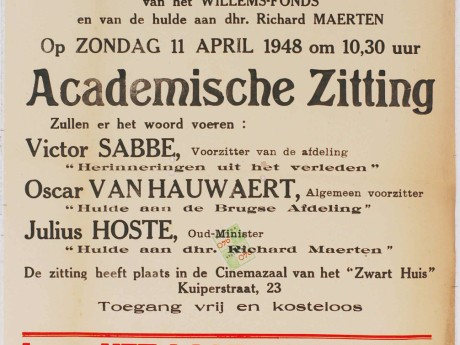 van het WILLEMS-FONDS
en van de hulde aan dhr. Richard MAERTEN
Op ZONDAG 11 APRIL 1948 om 10,30 uur
Academische Zitting
Zullen er het woord voeren :
Victor SABBE, Voorzitter van de afdeling
"Herinneringen uit het verleden"
Oscar VAN HAUWAERT, Algemeen voorzitter
"Hulde aan de Brugse Afdeling"
Julius HOSTE, Oud-Minister
"Hulde aan dhr. Richard Maerten"
De zitting heeft plaats in de Cinemazaal van het "Zwart Huis"
Kuiperstraat, 23
Toegang vrij en kosteloos